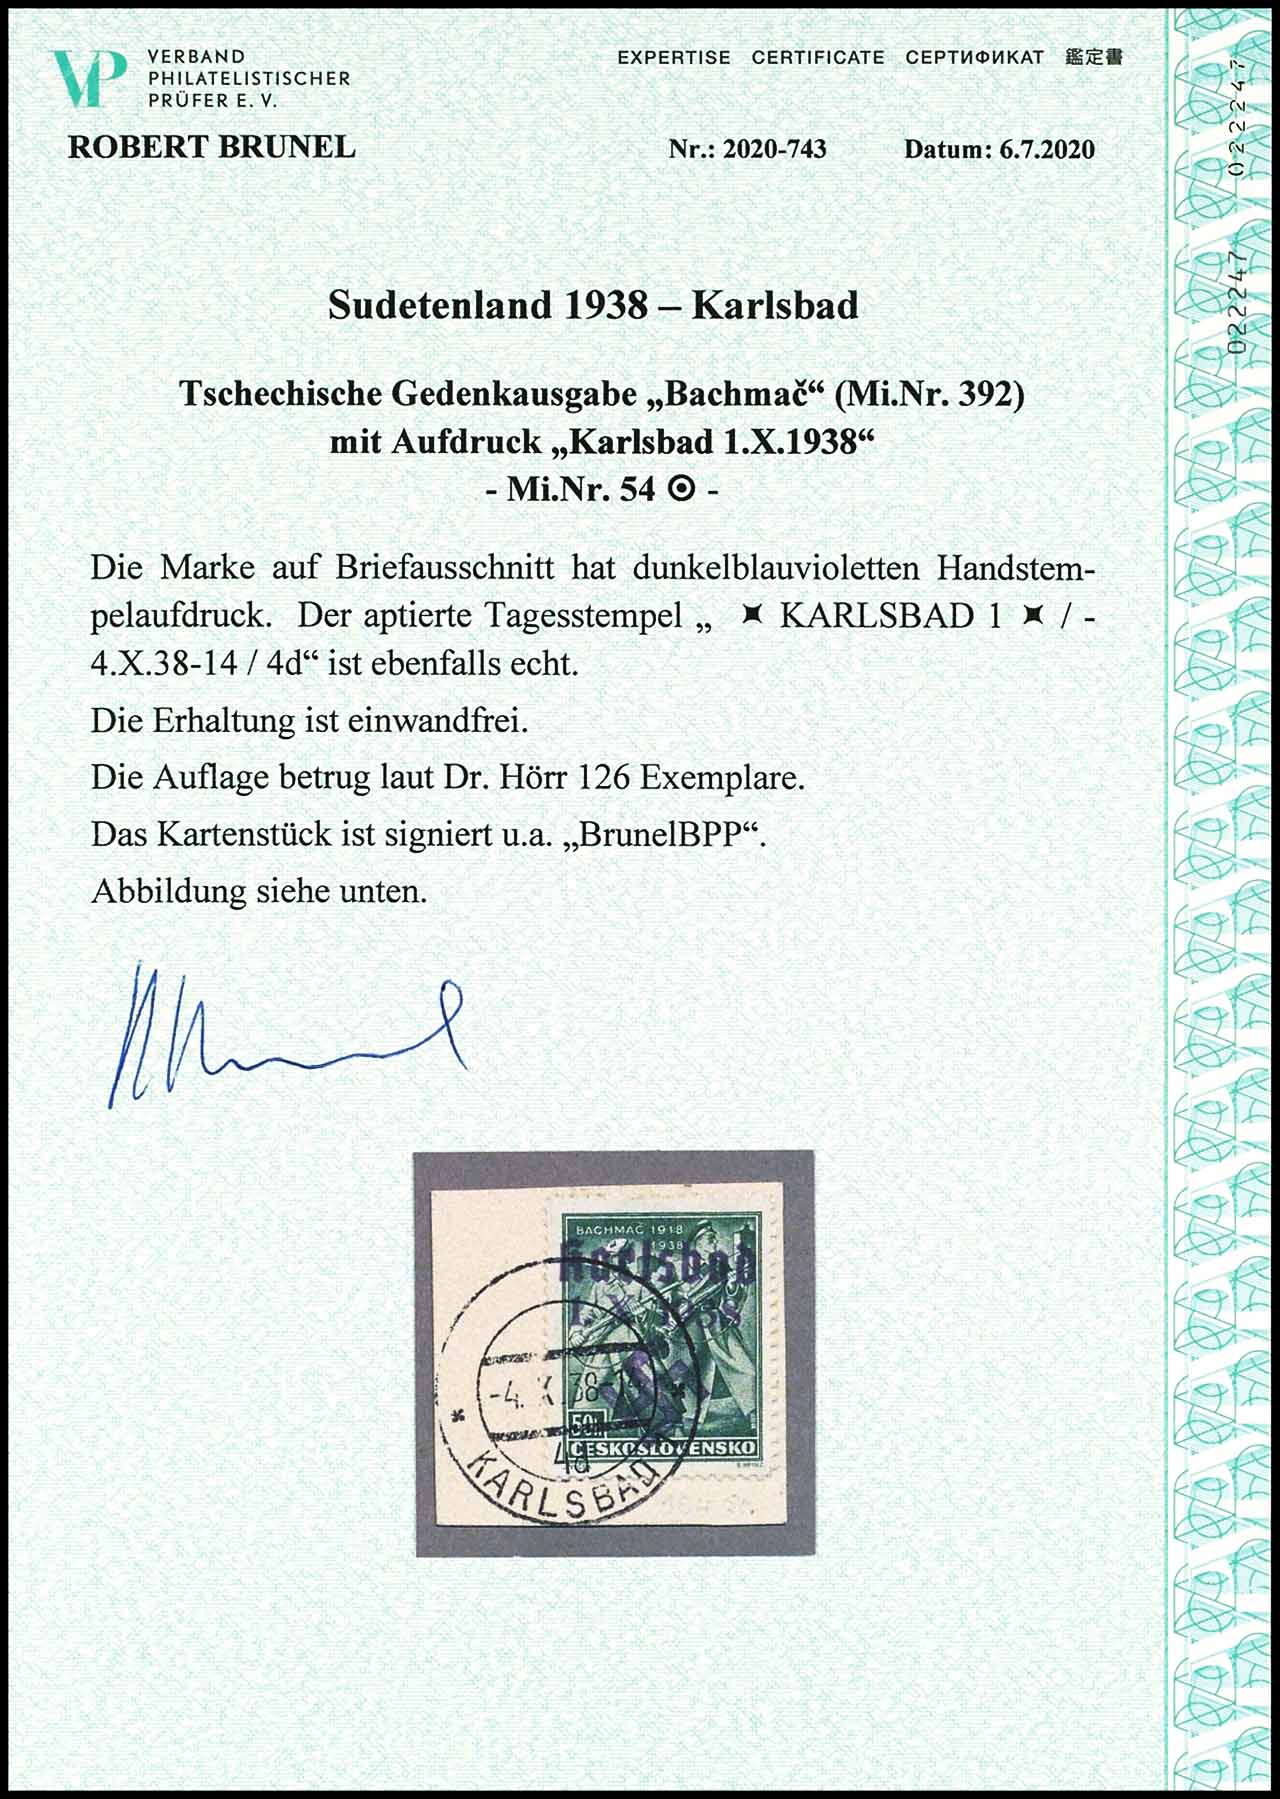 VP VERBAND
PHILATELISTISCHER
PRÜFER E. V.
EXPERTISE CERTIFICATE СЕРТИФИКАТ 鑑定書
ROBERT BRUNEL
Nr.: 2020-743 Datum: 6.7.2020
022247
022247
Sudetenland 1938 – Karlsbad
Tschechische Gedenkausgabe „Bachmač“ (Mi.Nr. 392)
mit Aufdruck „Karlsbad 1.X.1938“
- Mi.Nr. 54 ⊙ -
Die Marke auf Briefausschnitt hat dunkelblauvioletten Handstem-
pelaufdruck. Der aptierte Tagesstempel „ ✖ KARLSBAD 1 ✖ / -
4.X.38-14 / 4d“ ist ebenfalls echt.
Die Erhaltung ist einwandfrei.
Die Auflage betrug laut Dr. Hörr 126 Exemplare.
Das Kartenstück ist signiert u.a. „BrunelBPP“.
Abbildung siehe unten.
BACHMAČ 1918
1938
Karlsbad
1. X. 1938
-4. X. 38-14
50h
ČESKOSLOVENSKO
4d
* KARLSBAD 1 *